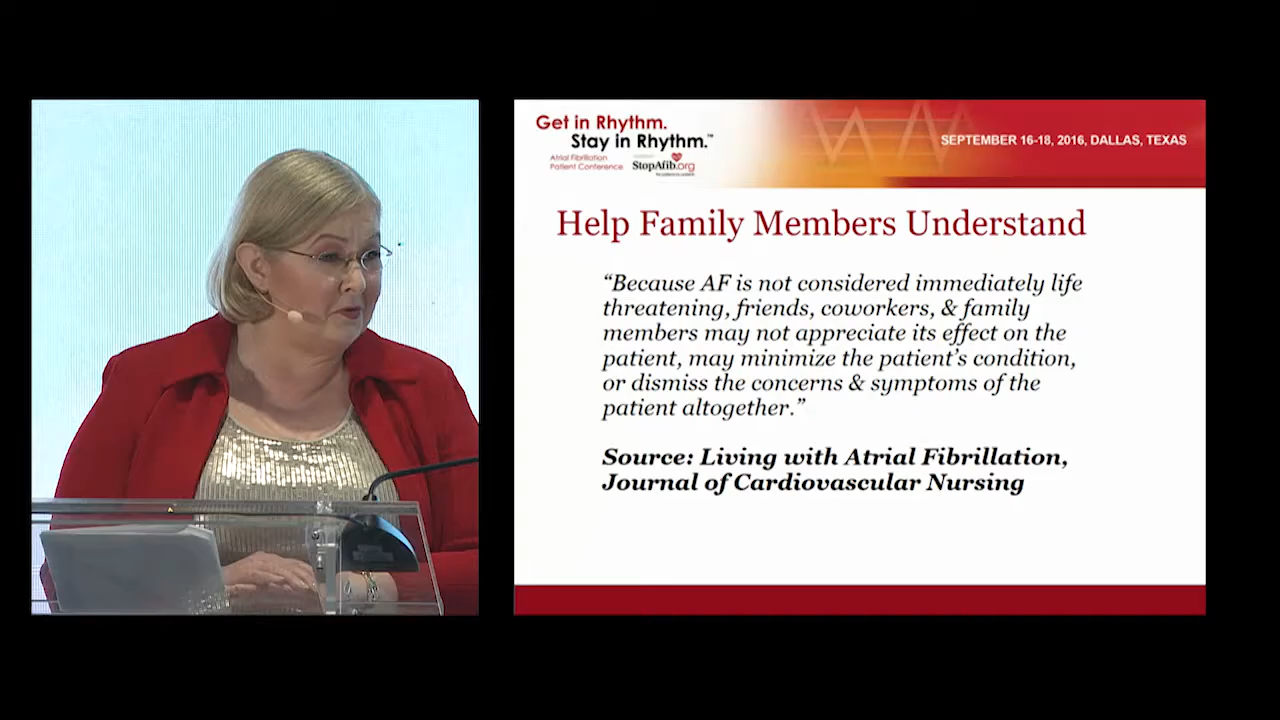 Get in Rhythm.
Stay in Rhythm.™
Atrial Fibrillation
Patient Conference
StopAfib.org
SEPTEMBER 16-18, 2016, DALLAS, TEXAS
Help Family Members Understand
“Because AF is not considered immediately life
threatening, friends, coworkers, & family
members may not appreciate its effect on the
patient, may minimize the patient’s condition,
or dismiss the concerns & symptoms of the
patient altogether.”
Source: Living with Atrial Fibrillation,
Journal of Cardiovascular Nursing